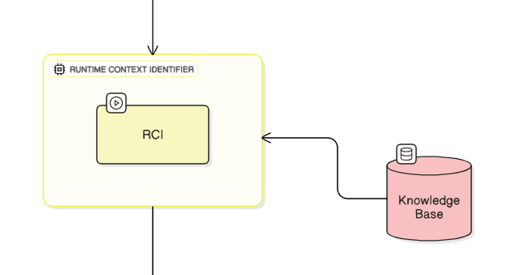 RUNTIME CONTEXT IDENTIFIER
RCI
Knowledge
Base